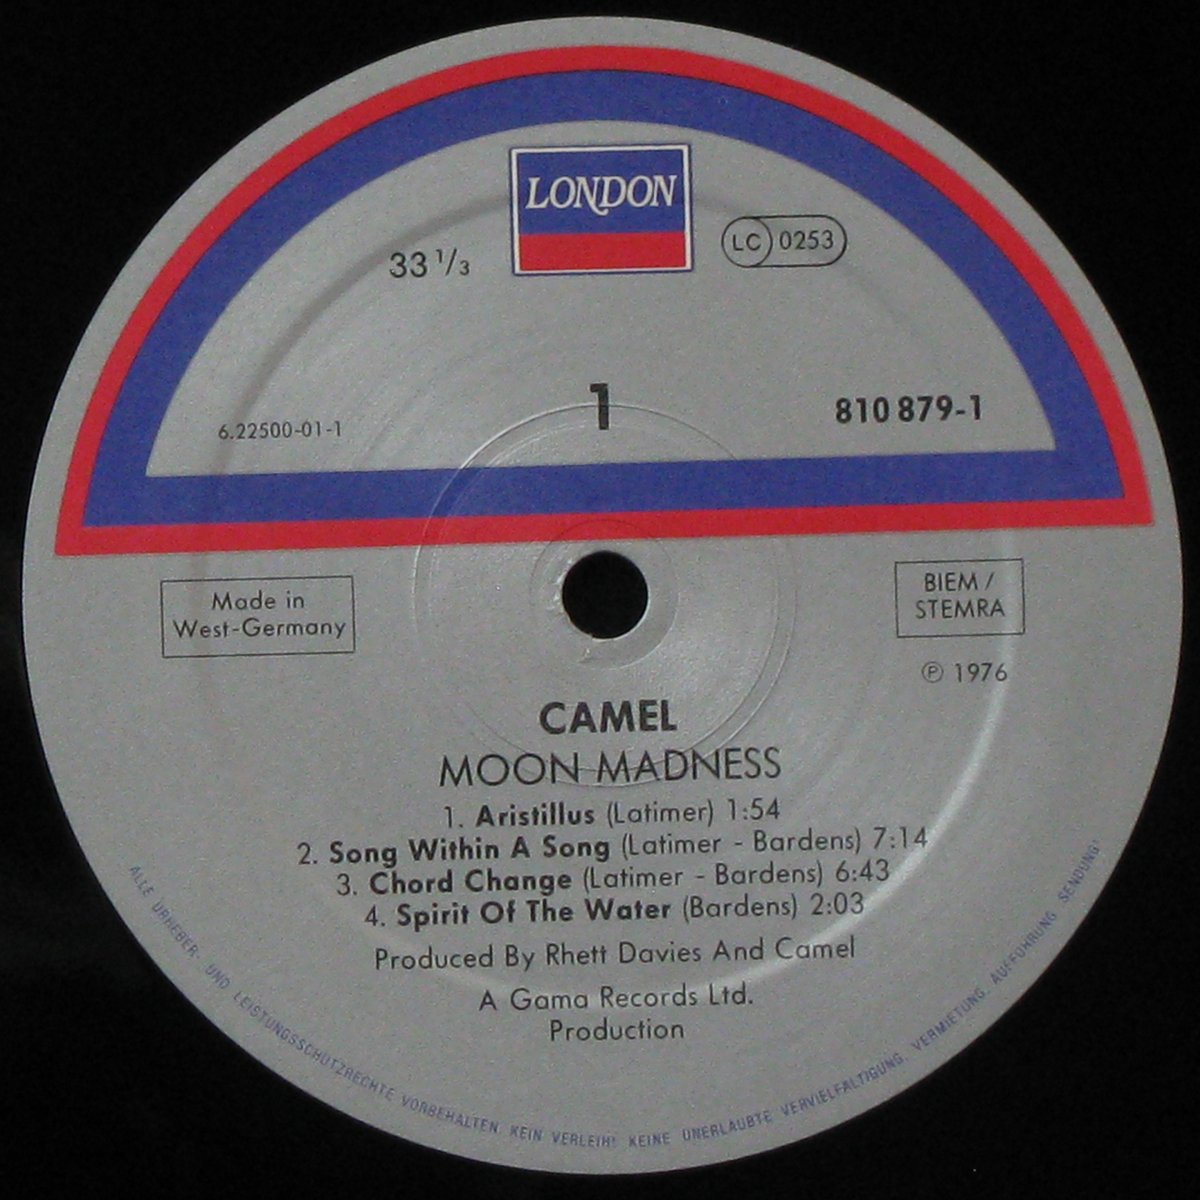 LONDON
33 1/3
LC 0253
1
6.22500-01-1
810 879-1
Made in
West-Germany
BIEM /
STEMRA
℗ 1976
CAMEL
MOON MADNESS
1. Aristillus (Latimer) 1:54
2. Song Within A Song (Latimer - Bardens) 7:14
3. Chord Change (Latimer - Bardens) 6:43
4. Spirit Of The Water (Bardens) 2:03
Produced By Rhett Davies And Camel
A Gama Records Ltd.
Production
ALLE URHEBER- UND LEISTUNGSSCHUTZRECHTE VORBEHALTEN. KEIN VERLEIH! KEINE UNERLAUBTE VERVIELFÄLTIGUNG, VERMIETUNG, AUFFÜHRUNG, SENDUNG!